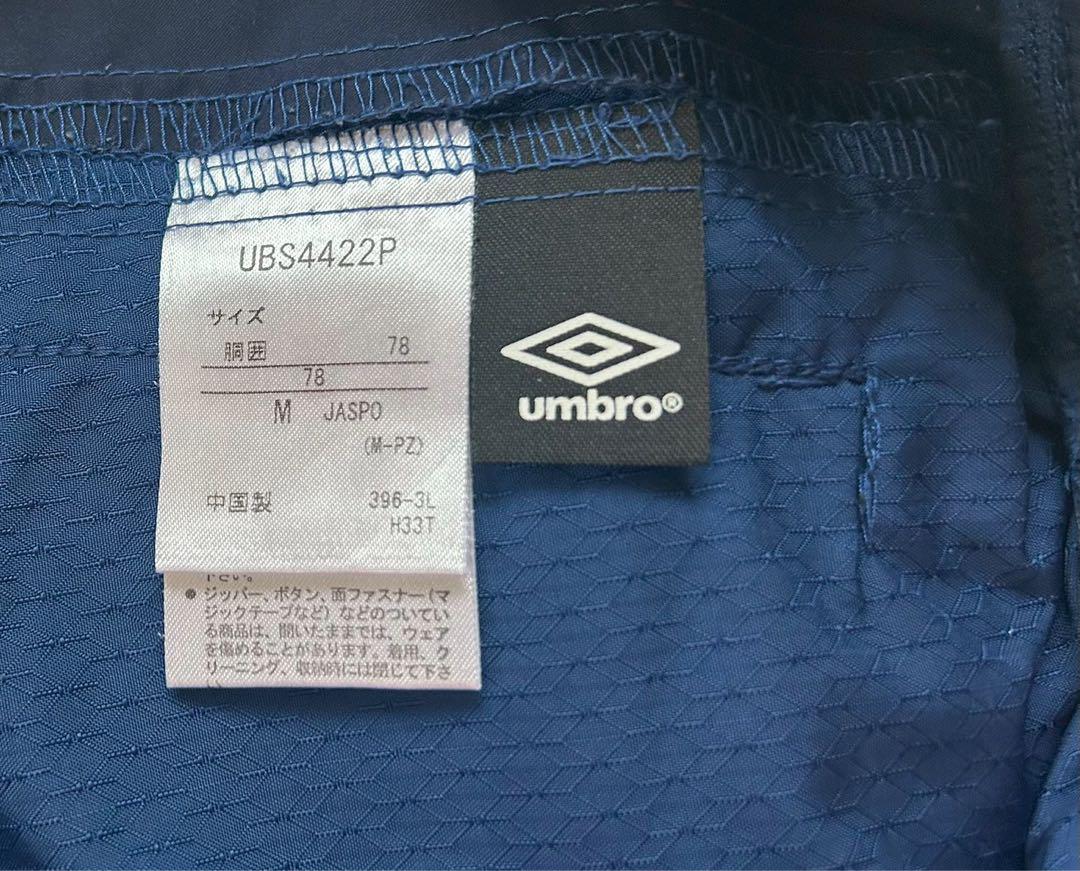 UBS4422P
サイズ
胴囲 78
78
M JASPO
(M-PZ)
中国製 396-3L
H33T
umbro®
下さい。
● ジッパー、ボタン、面ファスナー(マ
ジックテープなど)などのついてい
る商品は、開いたままでは、ウェア
を傷めることがあります。着用、ク
リーニング、収納時には閉じて下さ